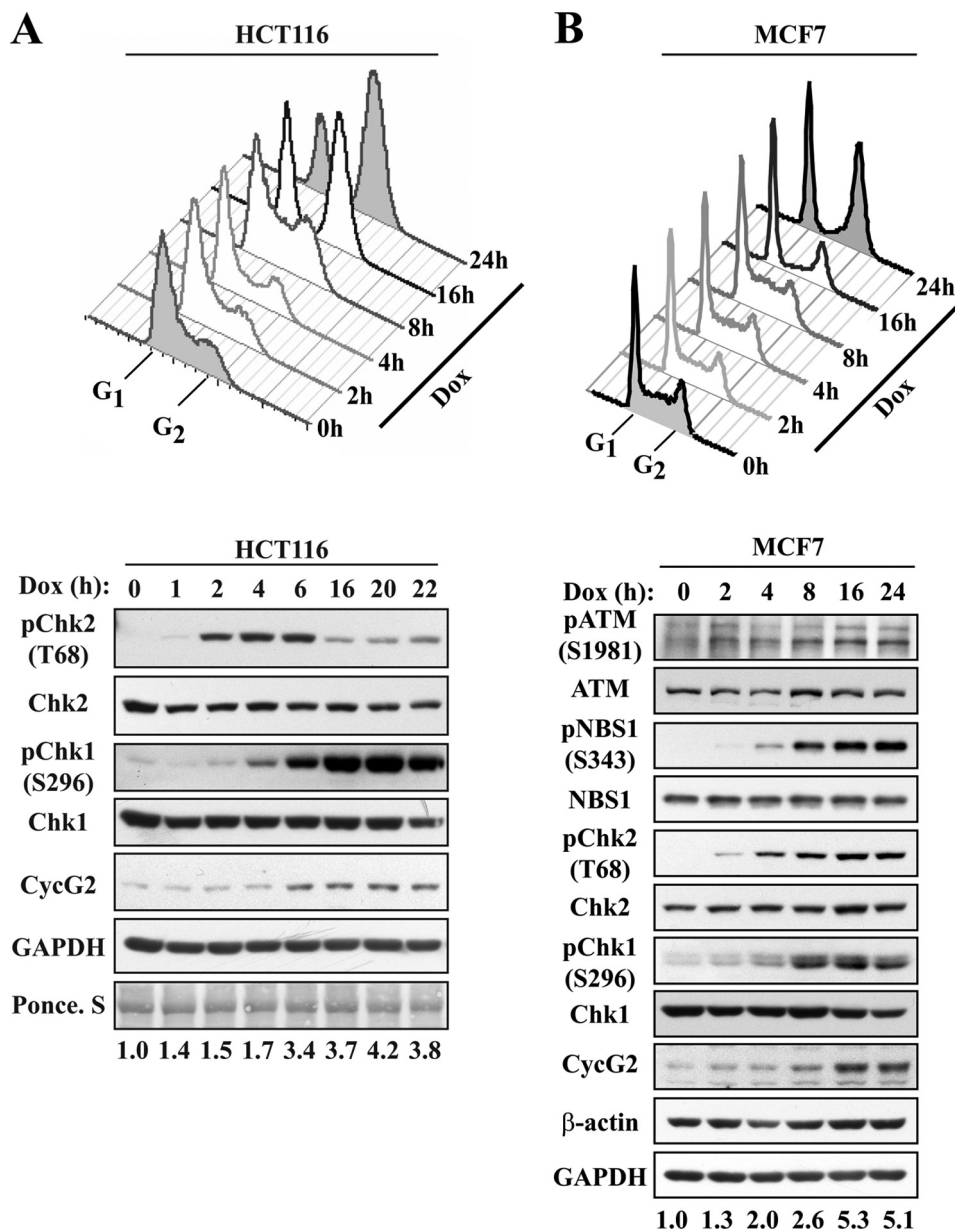 A
HCT116
24h
16h
8h
4h
2h
0h
G1
G2
Dox
HCT116
Dox (h): 0 1 2 4 6 16 20 22
pChk2
(T68)
Chk2
pChk1
(S296)
Chk1
CycG2
GAPDH
Ponce. S
1.0 1.4 1.5 1.7 3.4 3.7 4.2 3.8
B
MCF7
24h
16h
8h
4h
2h
0h
G1
G2
Dox
MCF7
Dox (h): 0 2 4 8 16 24
pATM
(S1981)
ATM
pNBS1
(S343)
NBS1
pChk2
(T68)
Chk2
pChk1
(S296)
Chk1
CycG2
β-actin
GAPDH
1.0 1.3 2.0 2.6 5.3 5.1